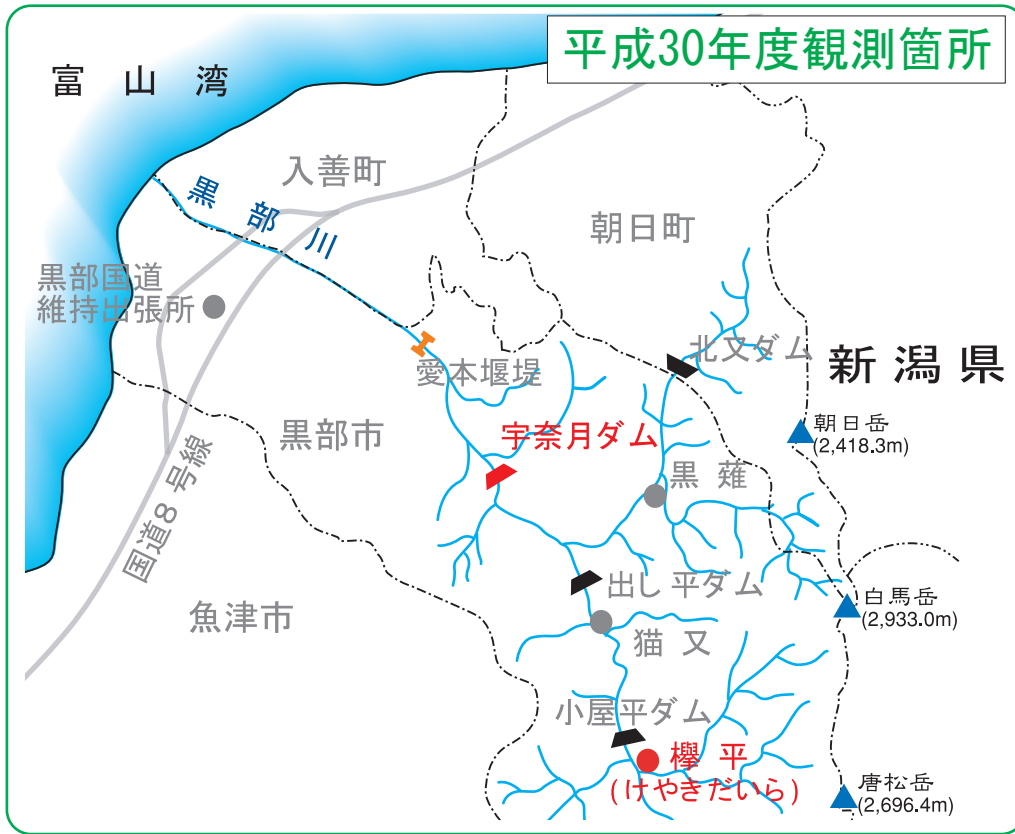 平成30年度観測箇所
富山湾
入善町
黒部川
朝日町
黒部国道
維持出張所
北又ダム
新潟県
愛本堰堤
朝日岳
(2,418.3m)
黒部市
宇奈月ダム
黒薙
国道8号線
出し平ダム
白馬岳
(2,933.0m)
魚津市
猫又
小屋平ダム
欅平
(けやきだいら)
唐松岳
(2,696.4m)